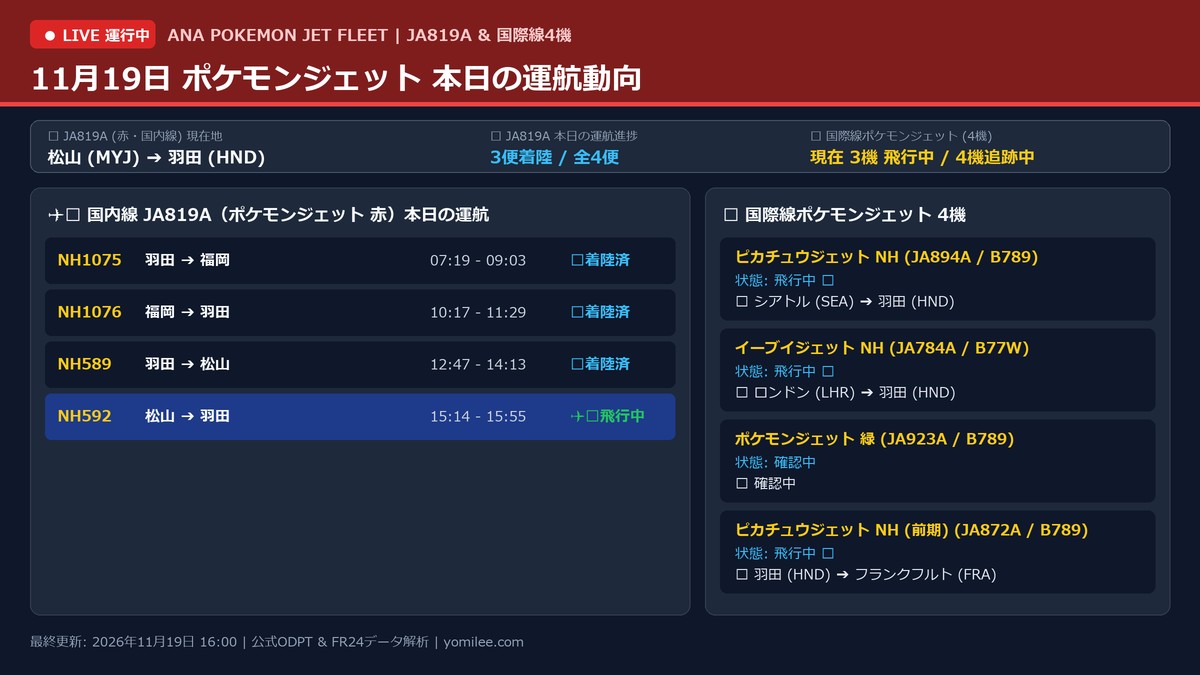 ● LIVE 運行中 ANA POKEMON JET FLEET | JA819A & 国際線4機
11月19日 ポケモンジェット 本日の運航動向
□ JA819A (赤・国内線) 現在地
松山 (MYJ) → 羽田 (HND)
□ JA819A 本日の運航進捗
3便着陸 / 全4便
□ 国際線ポケモンジェット (4機)
現在 3機 飛行中 / 4機追跡中
✈□ 国内線 JA819A（ポケモンジェット 赤）本日の運航
NH1075 羽田 → 福岡 07:19 - 09:03 □着陸済
NH1076 福岡 → 羽田 10:17 - 11:29 □着陸済
NH589 羽田 → 松山 12:47 - 14:13 □着陸済
NH592 松山 → 羽田 15:14 - 15:55 ✈□飛行中
□ 国際線ポケモンジェット 4機
ピカチュウジェット NH (JA894A / B789)
状態: 飛行中 □
□ シアトル (SEA) → 羽田 (HND)
イーブイジェット NH (JA784A / B77W)
状態: 飛行中 □
□ ロンドン (LHR) → 羽田 (HND)
ポケモンジェット 緑 (JA923A / B789)
状態: 確認中
□ 確認中
ピカチュウジェット NH (前期) (JA872A / B789)
状態: 飛行中 □
□ 羽田 (HND) → フランクフルト (FRA)
最終更新: 2026年11月19日 16:00 | 公式ODPT & FR24データ解析 | yomilee.com